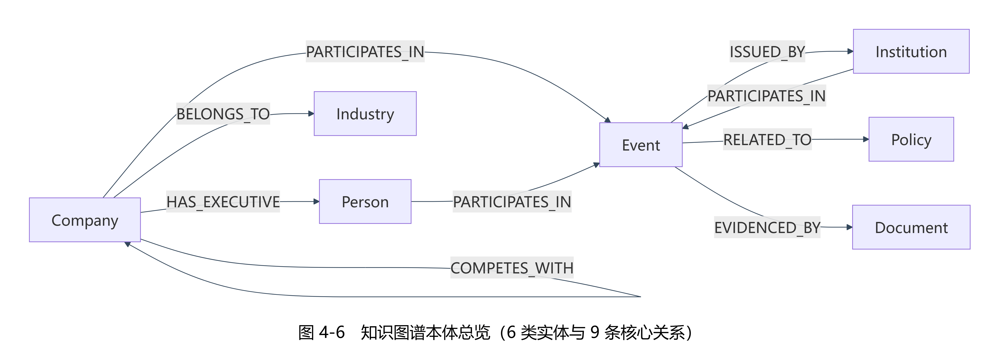 PARTICIPATES_IN
ISSUED_BY
Institution
PARTICIPATES_IN
BELONGS_TO
Industry
Event
RELATED_TO
Policy
HAS_EXECUTIVE
Person
PARTICIPATES_IN
Company
EVIDENCED_BY
Document
COMPETES_WITH
图 4-6　知识图谱本体总览（6 类实体与 9 条核心关系）